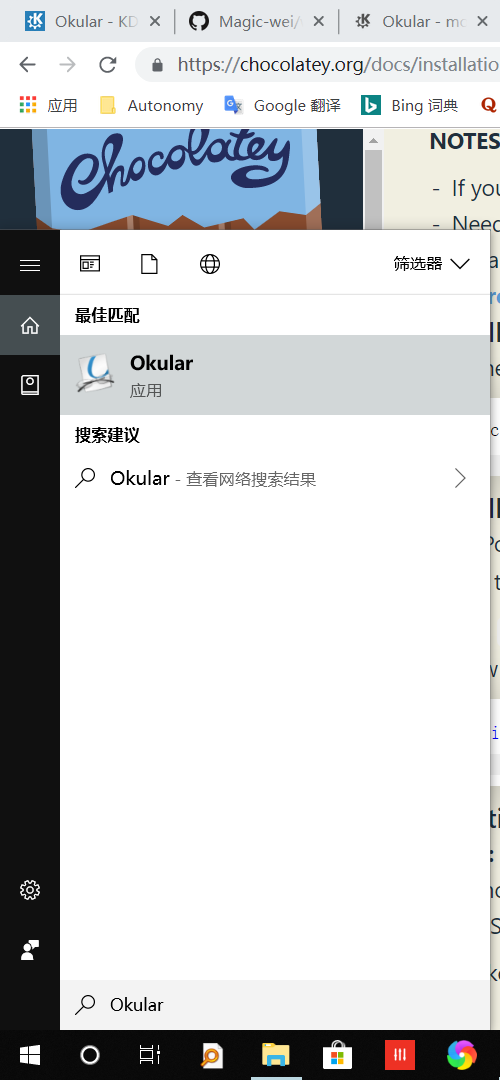 Okular - KD
Magic-wei/
Okular - mo
https://chocolatey.org/docs/installatio
应用
Autonomy
Google 翻译
Bing 词典
Chocolatey
NOTES
- If you
- Need
筛选器
最佳匹配
Okular
应用
搜索建议
Okular - 查看网络搜索结果
Okular